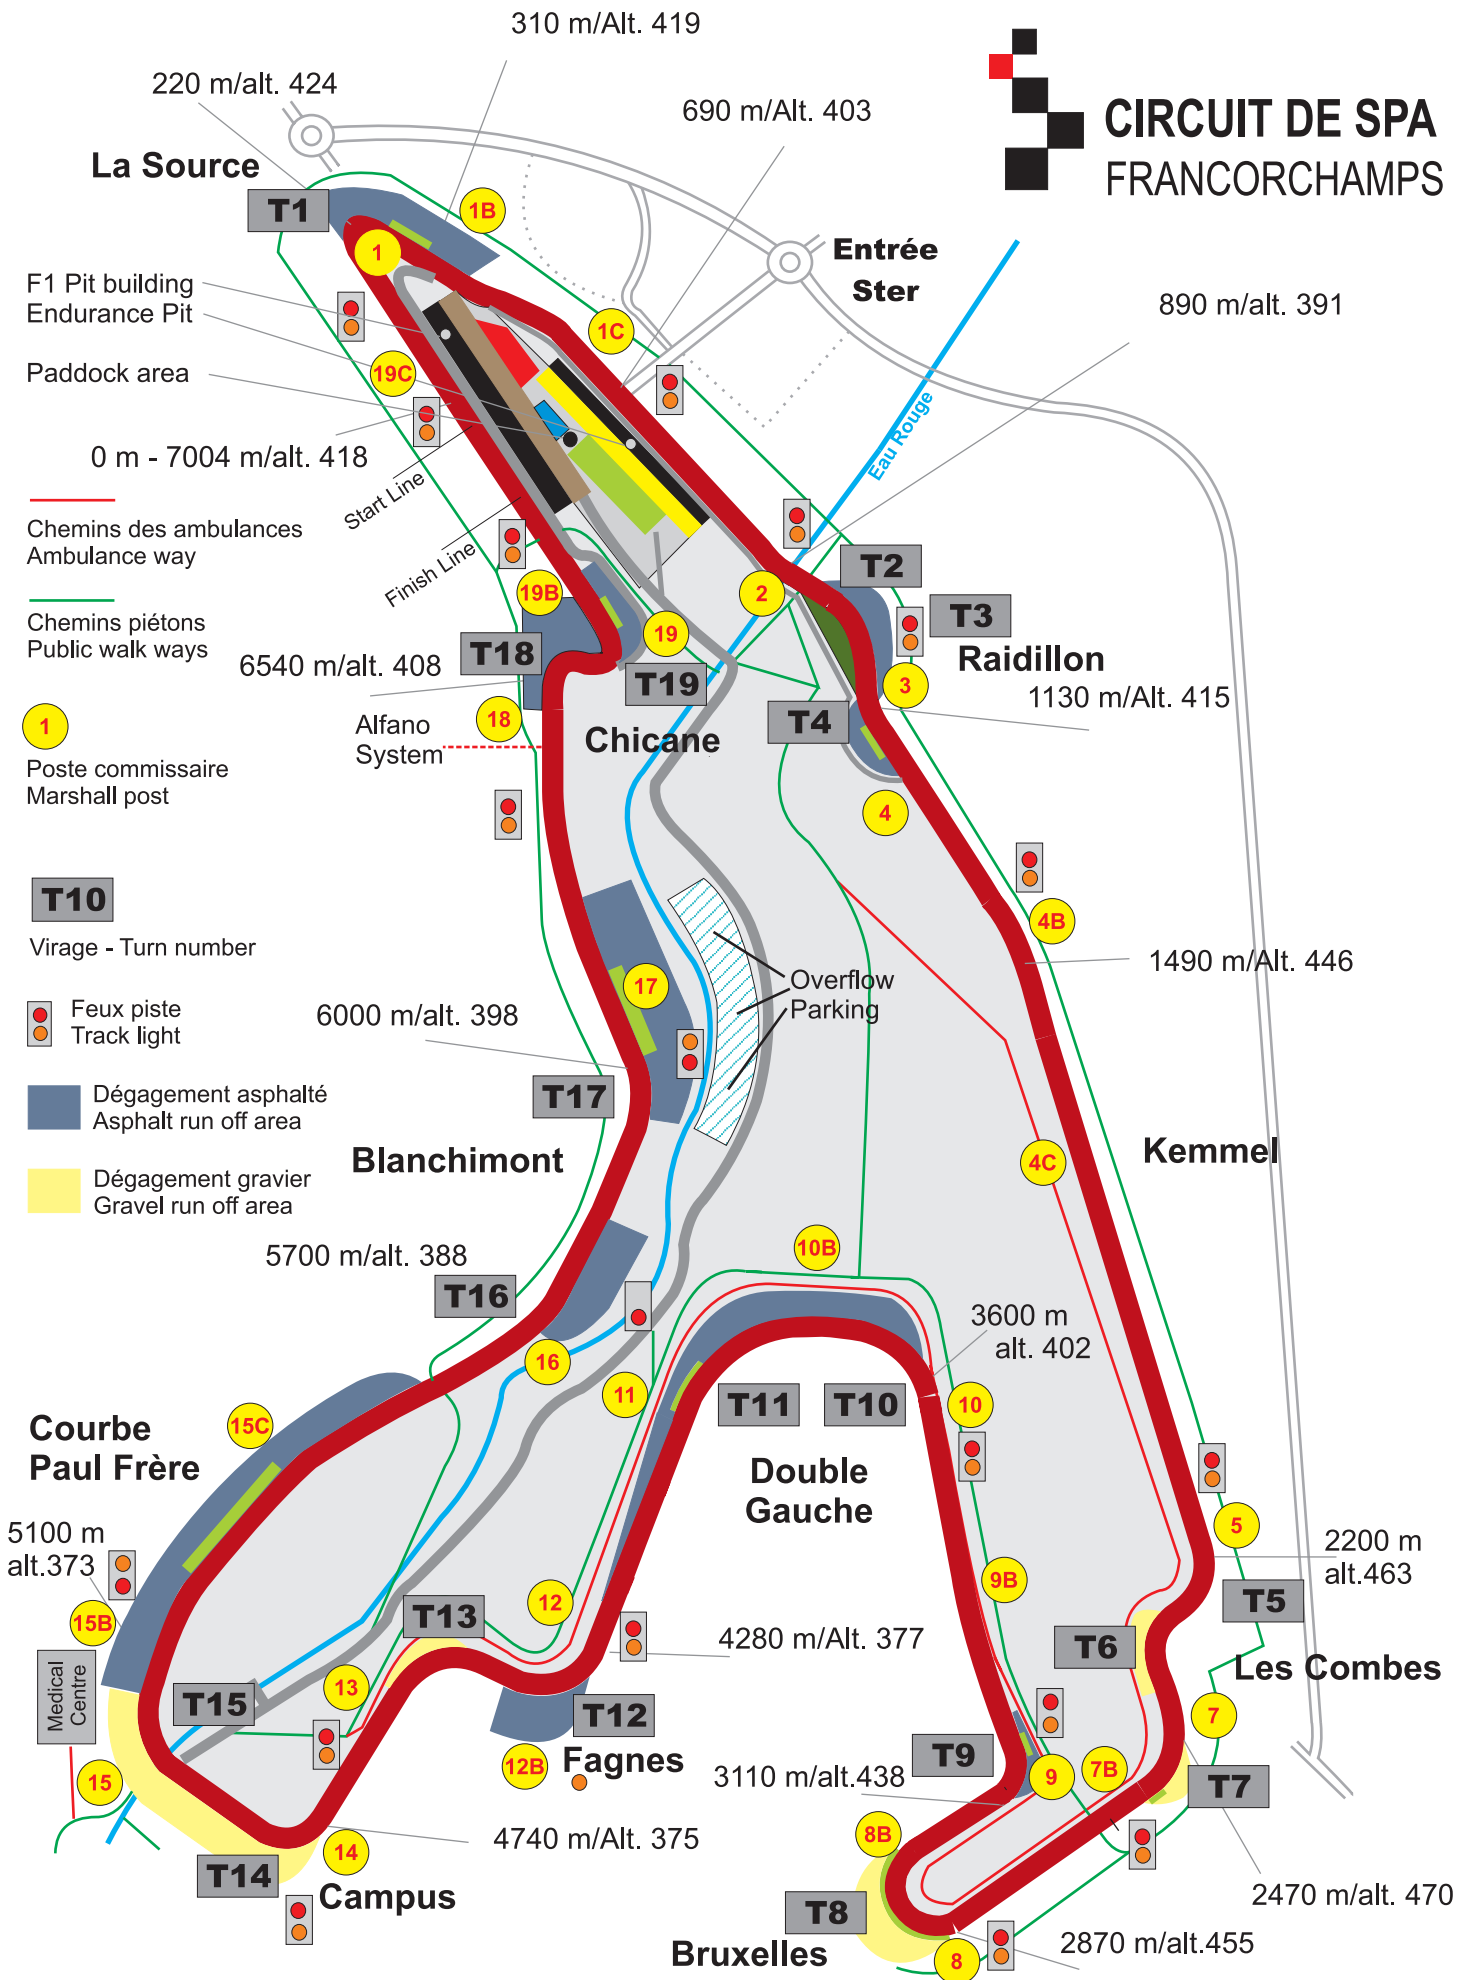 310 m/Alt. 419
220 m/alt. 424
690 m/Alt. 403
CIRCUIT DE SPA
FRANCORCHAMPS
La Source
T1
1B
1
Entrée
Ster
F1 Pit building
Endurance Pit
890 m/alt. 391
1C
Paddock area
19C
Eau Rouge
0 m - 7004 m/alt. 418
Start Line
Chemins des ambulances
Ambulance way
Finish Line
T2
19B
2
T3
Chemins piétons
Public walk ways
19
T18
6540 m/alt. 408
Raidillon
T19
3
1130 m/Alt. 415
1
18
T4
Alfano
System
Chicane
Poste commissaire
Marshall post
4
T10
4B
Virage - Turn number
1490 m/Alt. 446
17
Overflow
Parking
Feux piste
Track light
6000 m/alt. 398
T17
Dégagement asphalté
Asphalt run off area
Kemmel
Blanchimont
4C
Dégagement gravier
Gravel run off area
10B
5700 m/alt. 388
T16
3600 m
alt. 402
16
11
T11
T10
10
Courbe
Paul Frère
15C
Double
Gauche
5
5100 m
alt.373
2200 m
alt.463
9B
12
T5
15B
T13
4280 m/Alt. 377
T6
Les Combes
Medical
Centre
13
T15
T12
7
Fagnes
12B
T9
9
7B
15
3110 m/alt.438
T7
8B
4740 m/Alt. 375
14
T14
Campus
2470 m/alt. 470
T8
Bruxelles
8
2870 m/alt.455